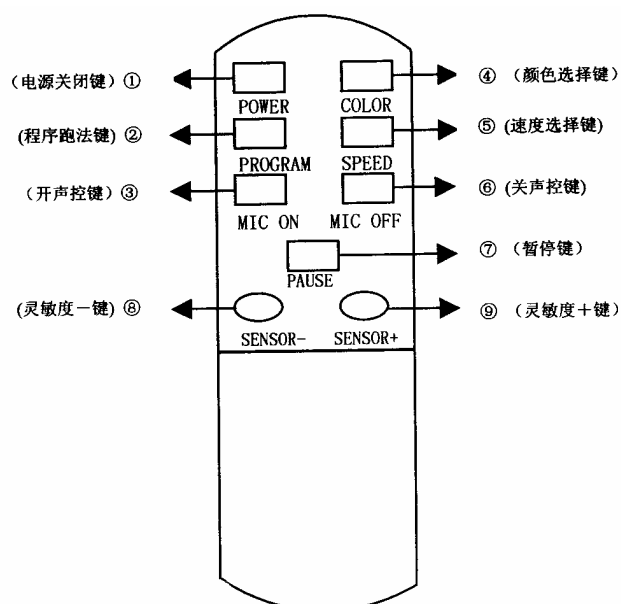 （电源关闭键）①
④ （颜色选择键）
POWER
COLOR
(程序跑法键) ②
⑤ (速度选择键)
PROGRAM
SPEED
（开声控键）③
⑥ (关声控键)
MIC ON
MIC OFF
⑦ （暂停键）
PAUSE
(灵敏度－键) ⑧
⑨ （灵敏度＋键）
SENSOR-
SENSOR+